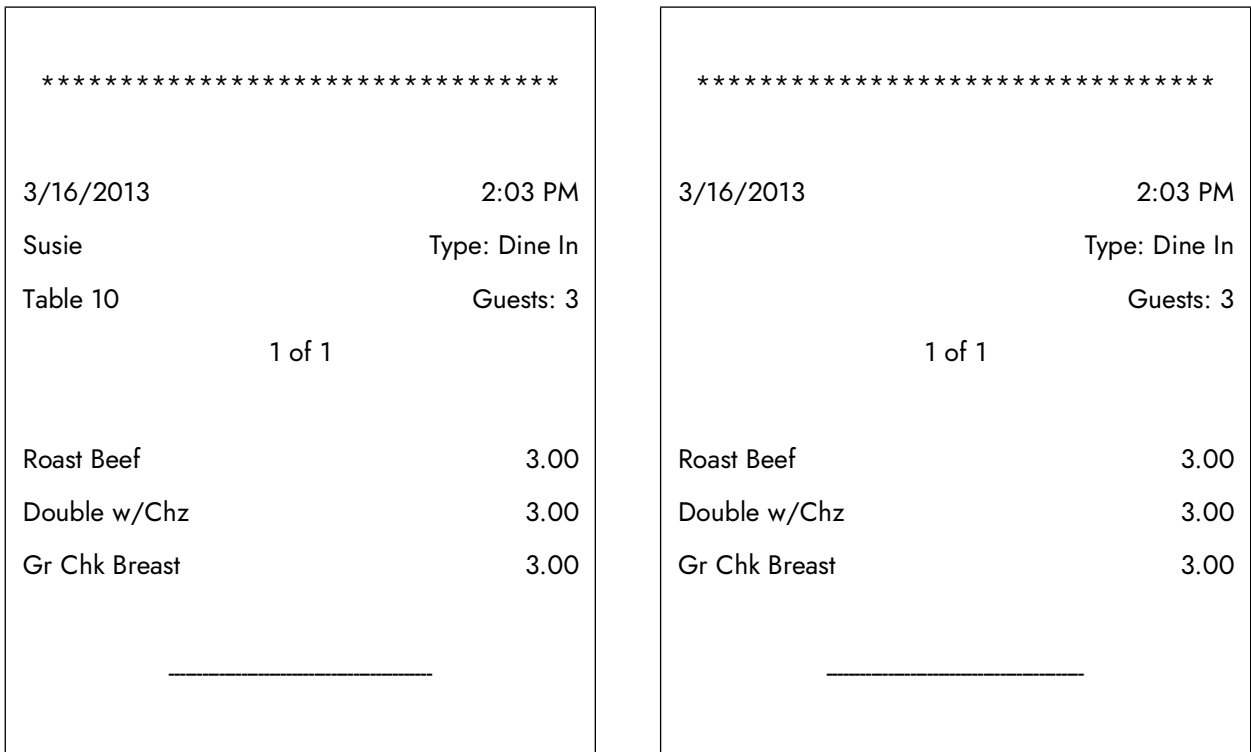 *********************************
3/16/2013 2:03 PM
Susie Type: Dine In
Table 10 Guests: 3
1 of 1
Roast Beef 3.00
Double w/Chz 3.00
Gr Chk Breast 3.00
----------------------------------------
*********************************
3/16/2013 2:03 PM
Type: Dine In
Guests: 3
1 of 1
Roast Beef 3.00
Double w/Chz 3.00
Gr Chk Breast 3.00
---------------------------------------